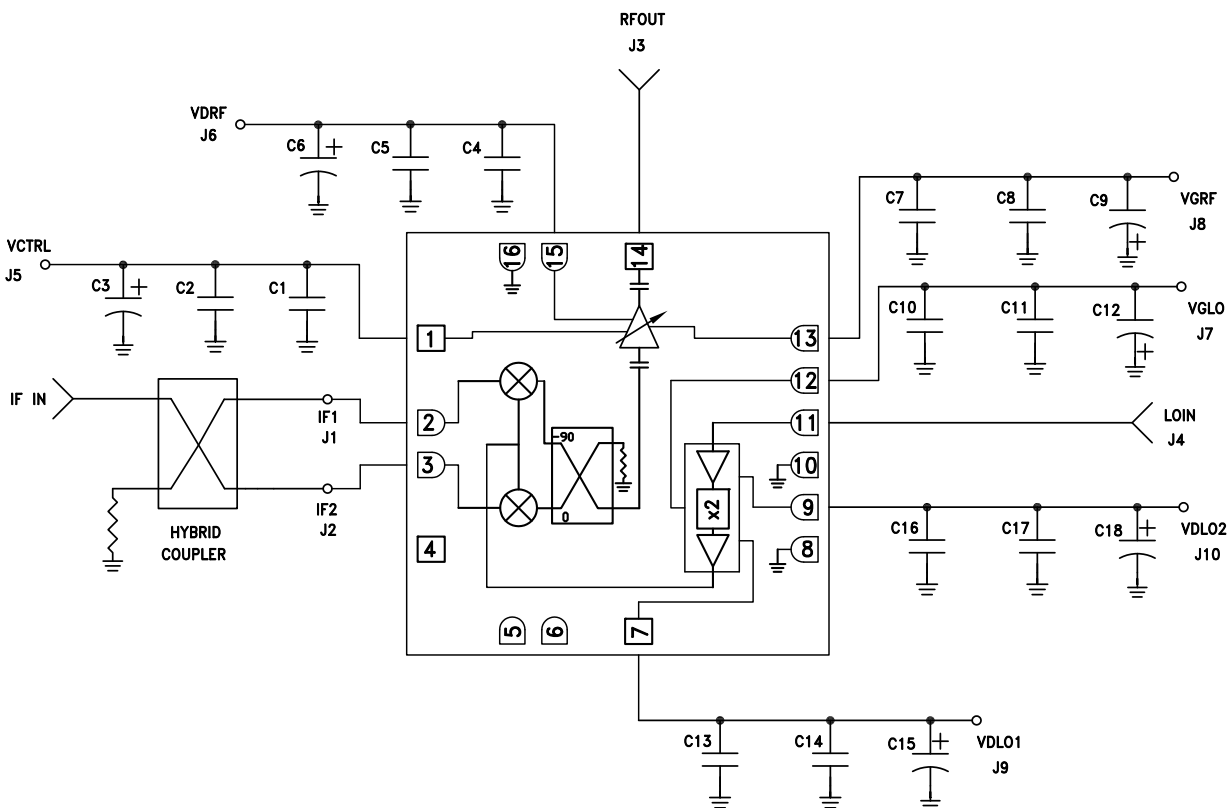 RFOUT
J3
VDRF
J6
C6 +
C5
C4
C7
C8
C9
+
VGRF
J8
VCTRL
J5
C3 +
C2
C1
16
15
14
C10
C11
C12
+
VGLO
J7
1
13
12
IF IN
IF1
J1
2
11
LOIN
J4
-90
3
10
IF2
J2
0
x2
9
HYBRID
COUPLER
C16
C17
C18
+
VDLO2
J10
4
8
5
6
7
C13
C14
C15
+
VDLO1
J9